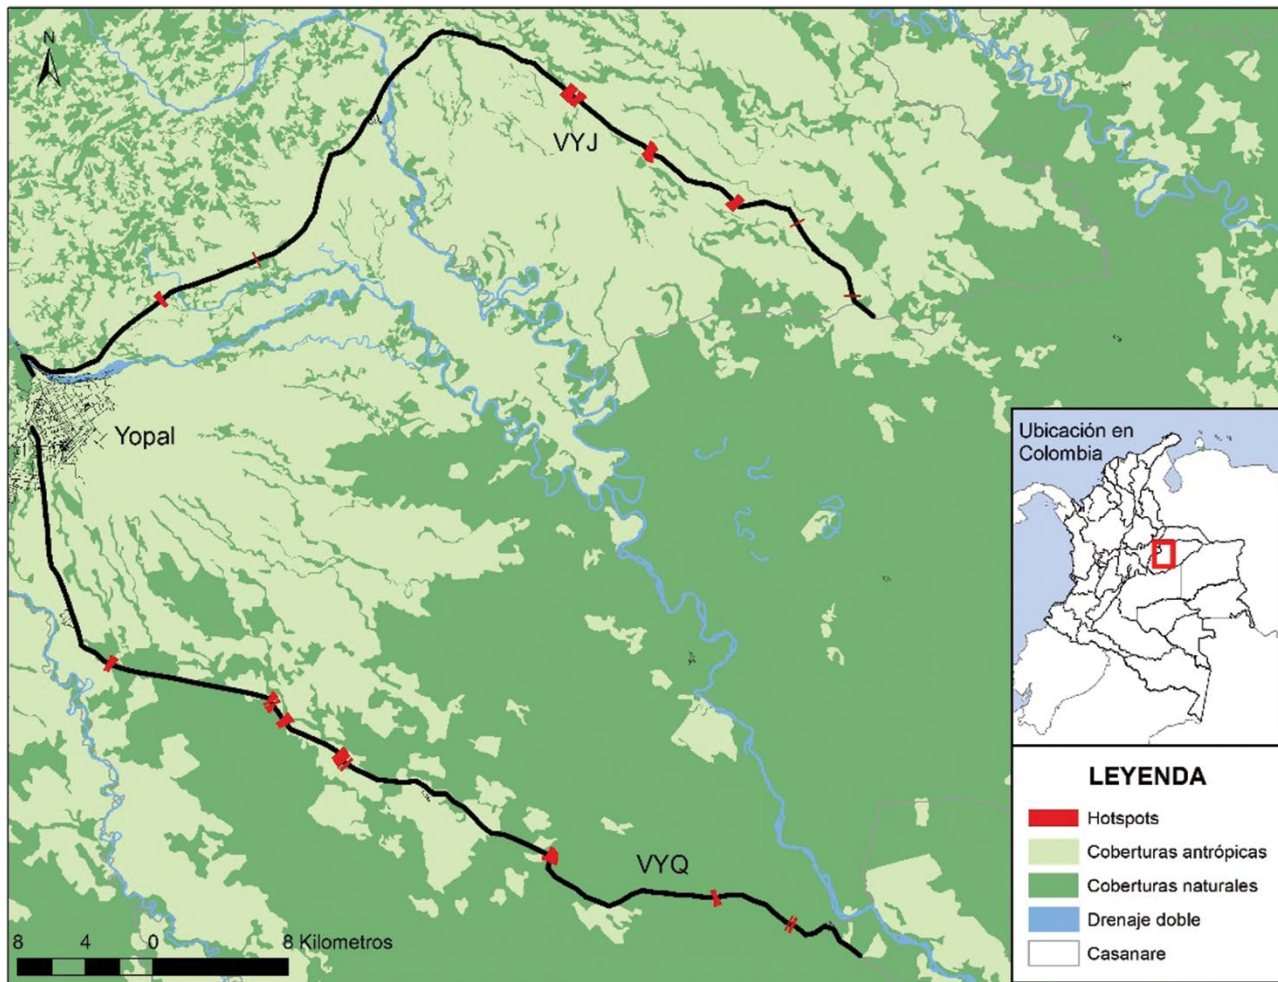 N
VYJ
Yopal
VYQ
8 4 0 8 Kilometros
Ubicación en
Colombia
LEYENDA
Hotspots
Coberturas antrópicas
Coberturas naturales
Drenaje doble
Casanare